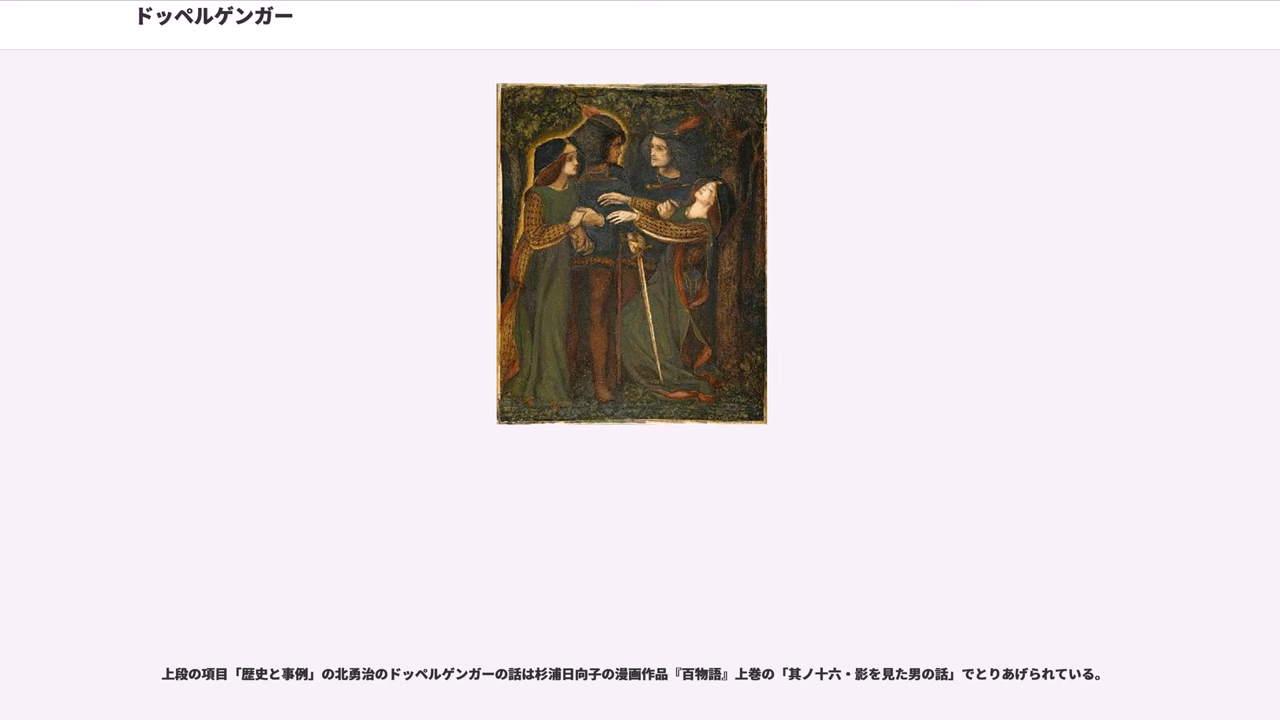 ドッペルゲンガー
上段の項目「歴史と事例」の北勇治のドッペルゲンガーの話は杉浦日向子の漫画作品『百物語』上巻の「其ノ十六・影を見た男の話」でとりあげられている。